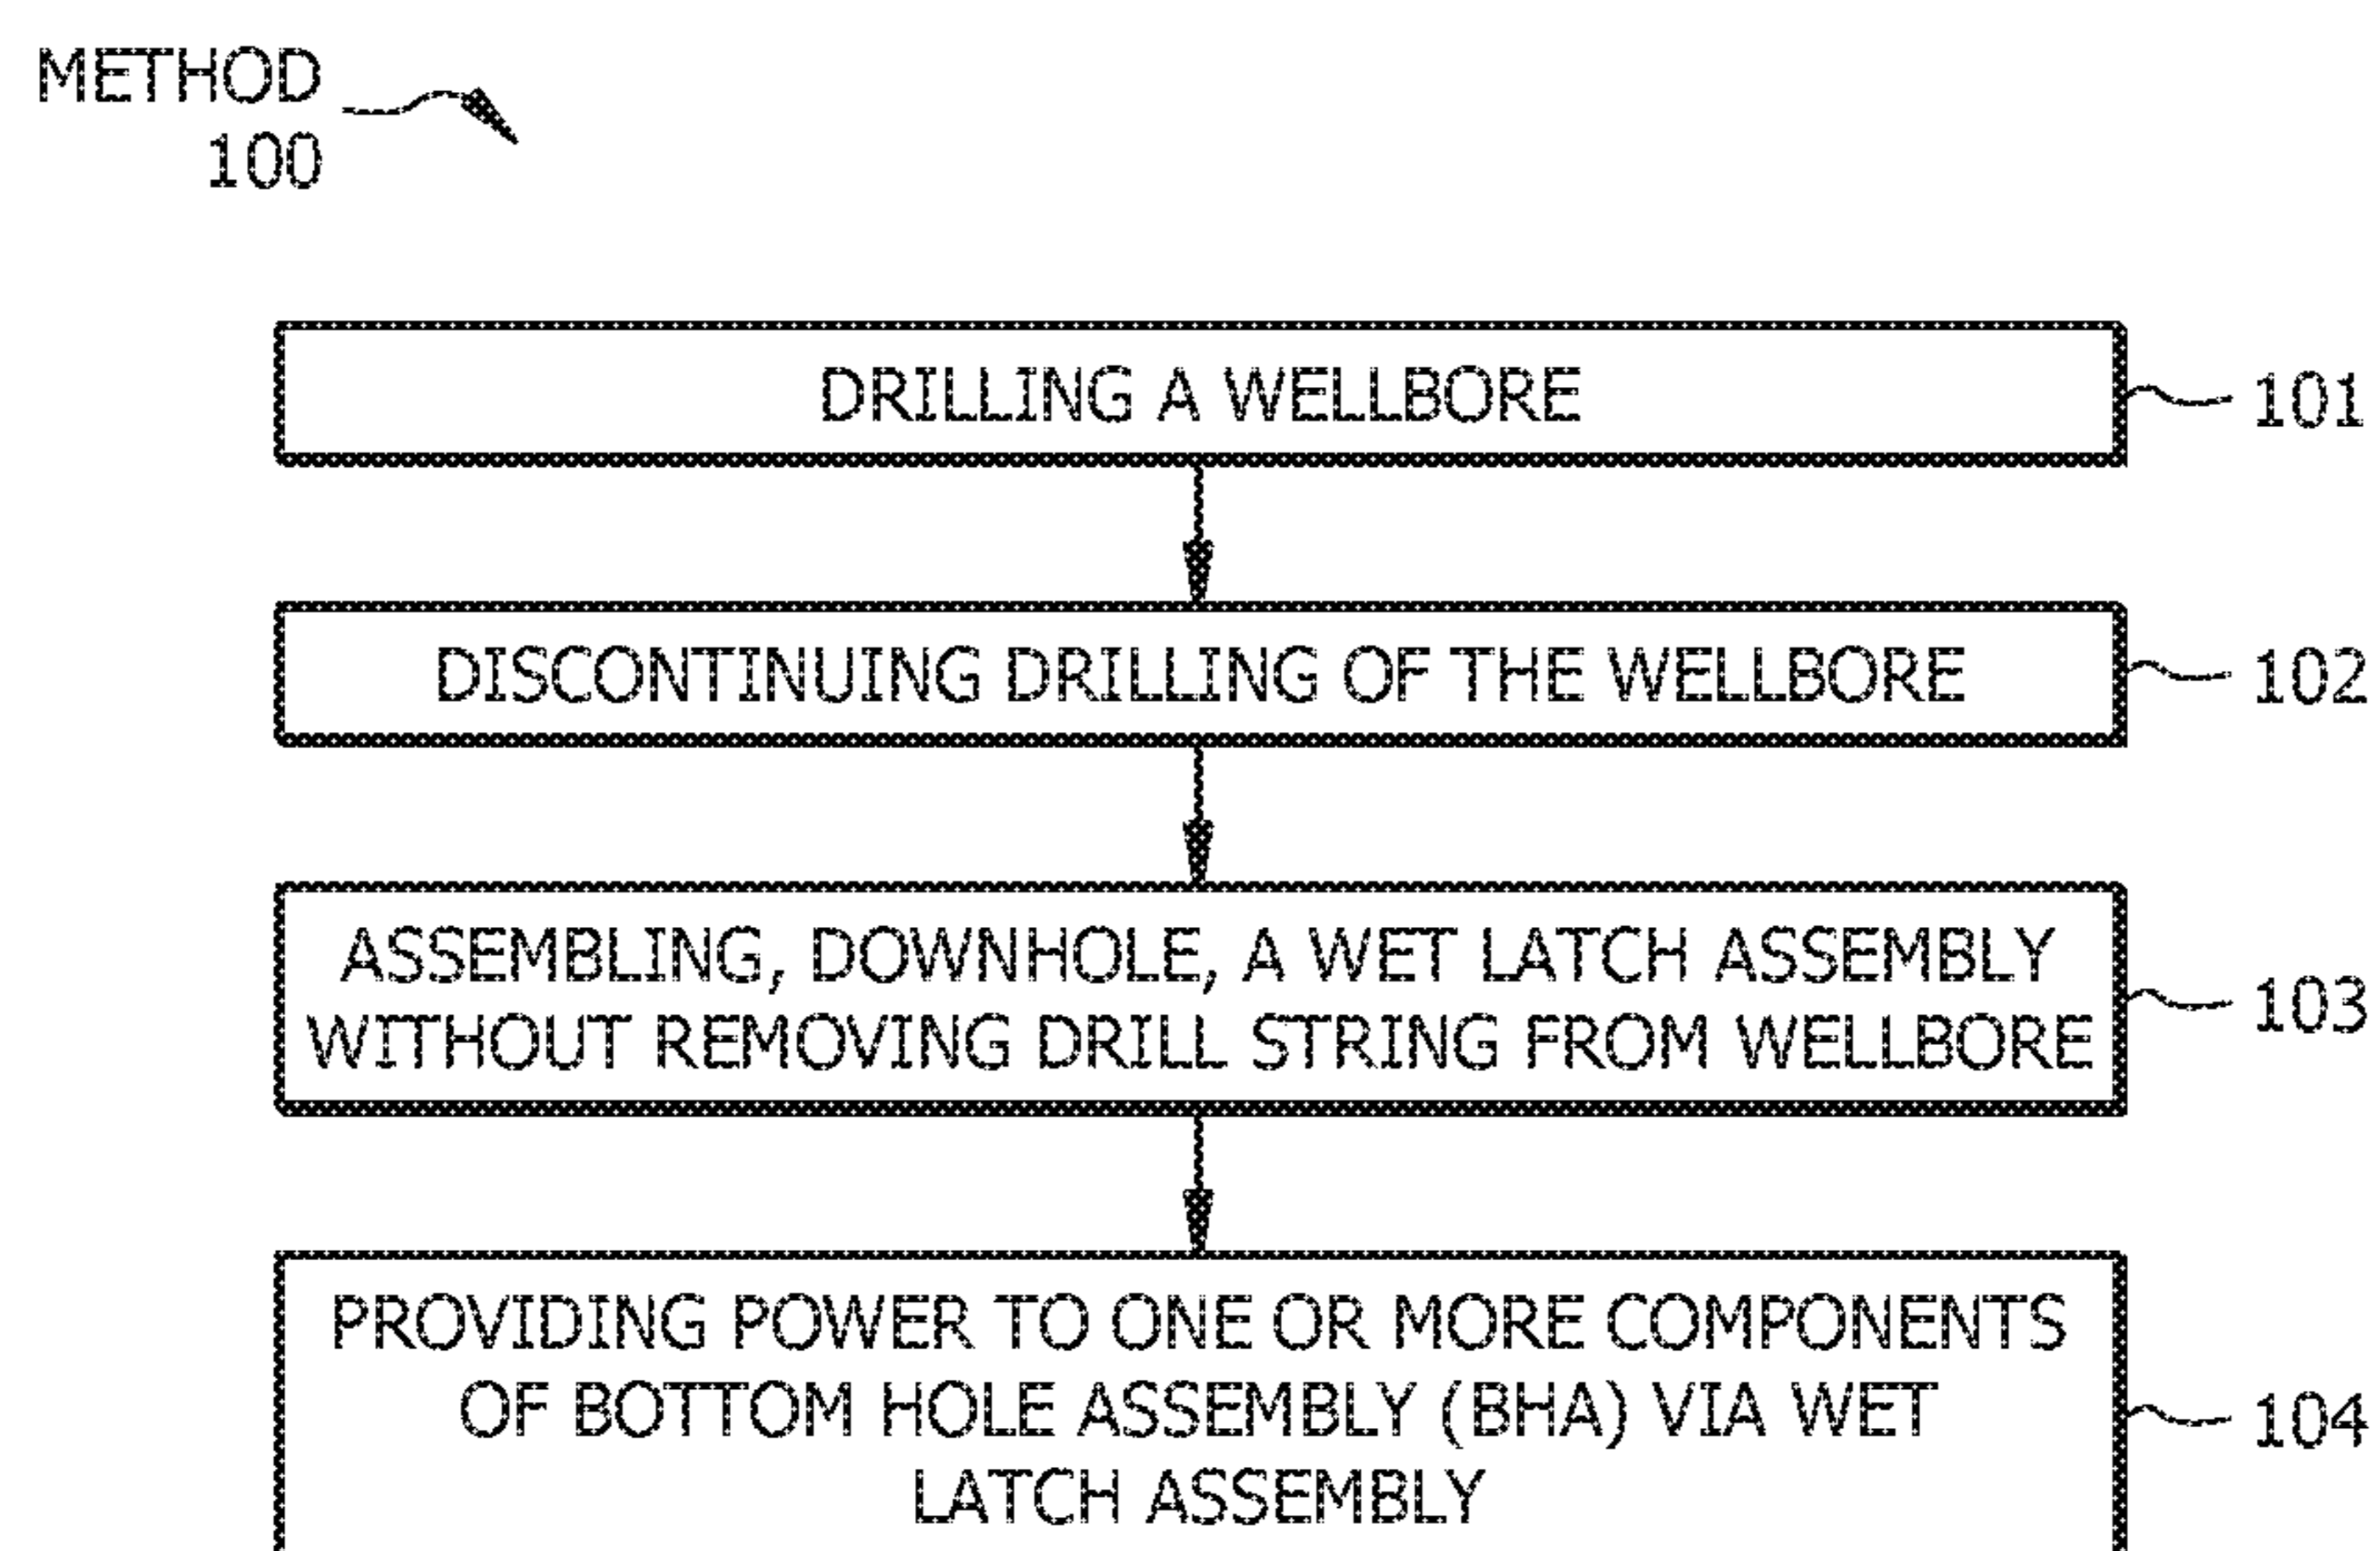 METHOD
100
DRILLING A WELLBORE
101
DISCONTINUING DRILLING OF THE WELLBORE
102
ASSEMBLING, DOWNHOLE, A WET LATCH ASSEMBLY
WITHOUT REMOVING DRILL STRING FROM WELLBORE
103
PROVIDING POWER TO ONE OR MORE COMPONENTS
OF BOTTOM HOLE ASSEMBLY (BHA) VIA WET
LATCH ASSEMBLY
104